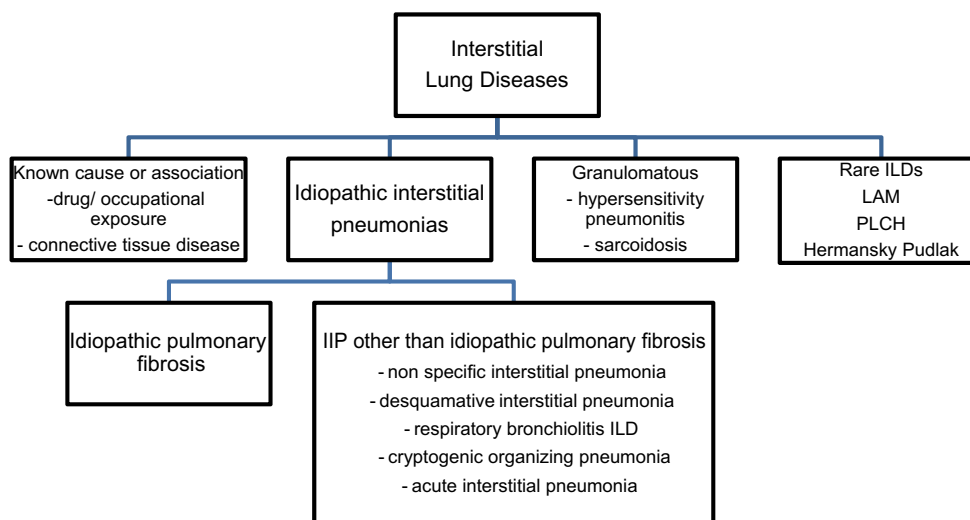 Interstitial
Lung Diseases
Known cause or association
-drug/ occupational
exposure
- connective tissue disease
Idiopathic interstitial
pneumonias
Granulomatous
- hypersensitivity
pneumonitis
- sarcoidosis
Rare ILDs
LAM
PLCH
Hermansky Pudlak
Idiopathic pulmonary
fibrosis
IIP other than idiopathic pulmonary fibrosis
- non specific interstitial pneumonia
- desquamative interstitial pneumonia
- respiratory bronchiolitis ILD
- cryptogenic organizing pneumonia
- acute interstitial pneumonia